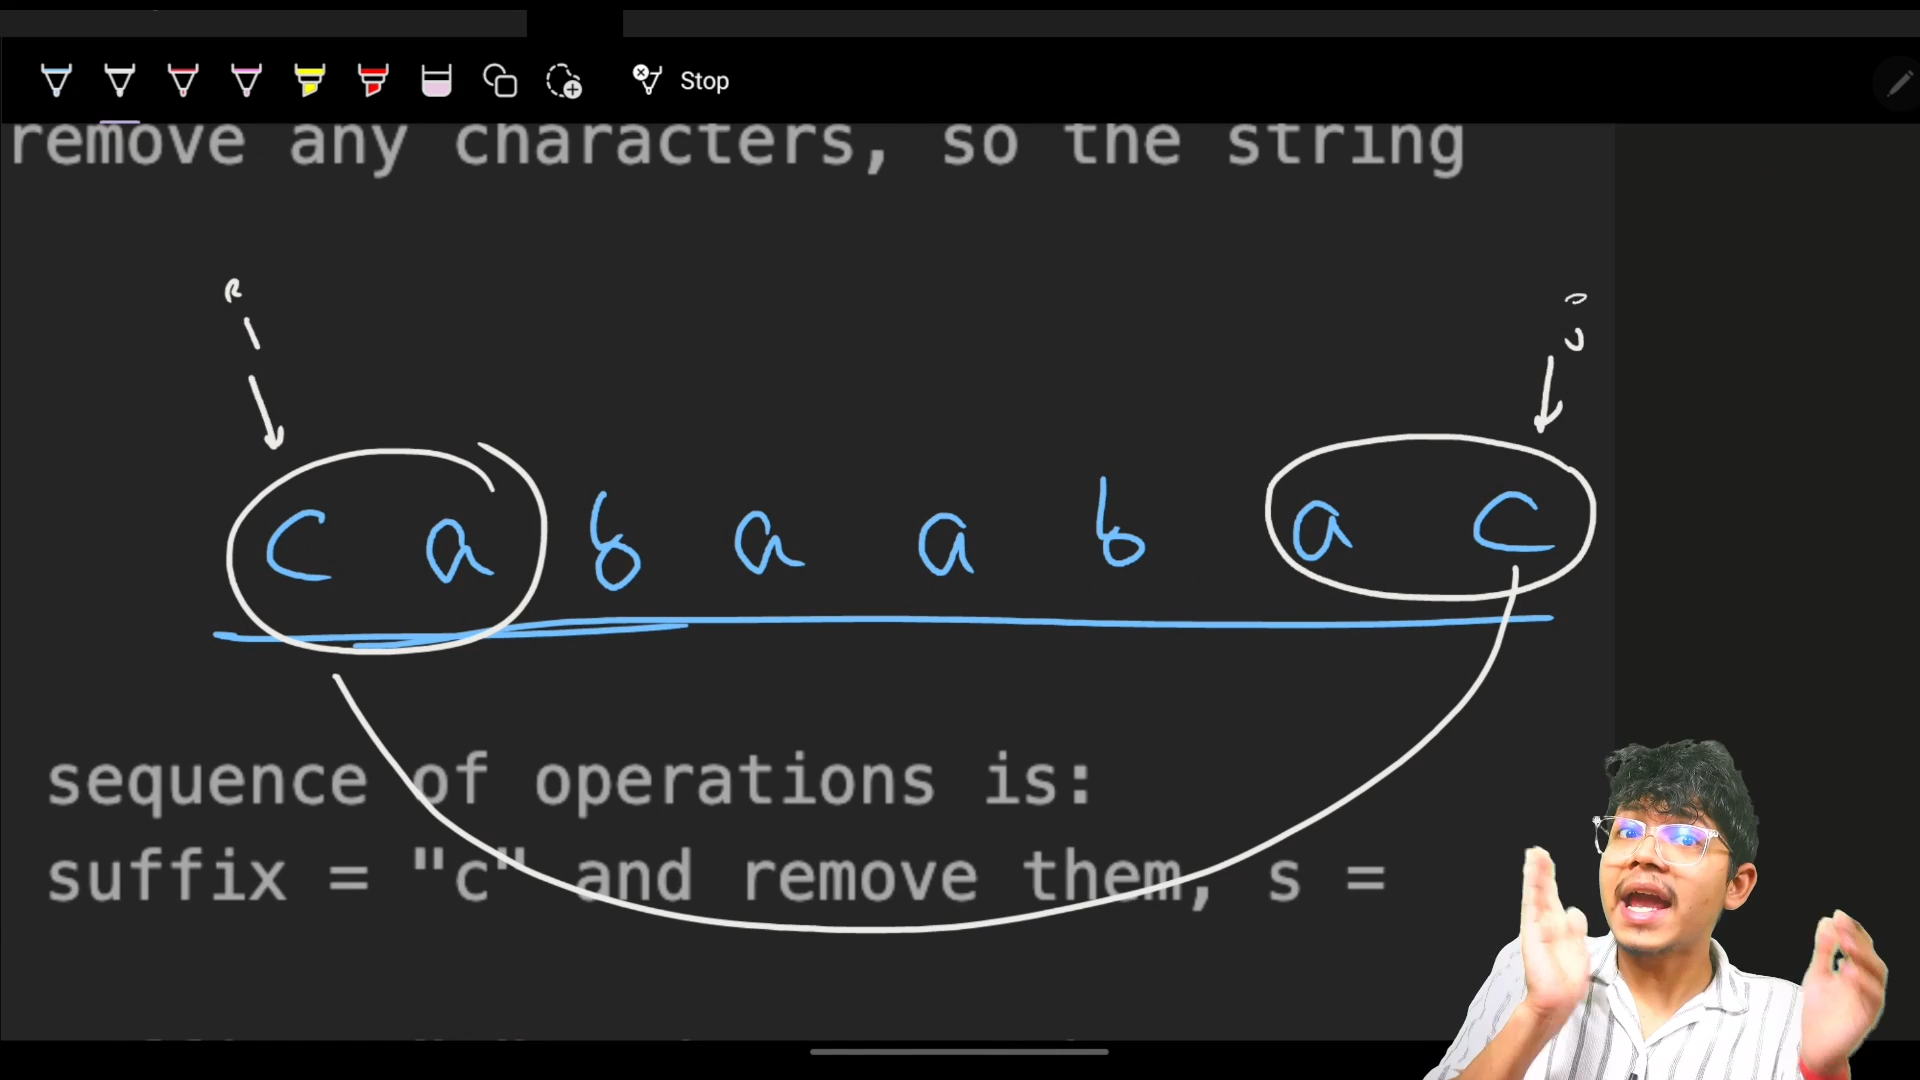 Stop
remove any characters, so the string
c a b a a b a c
sequence of operations is:
suffix = "c" and remove them, s =